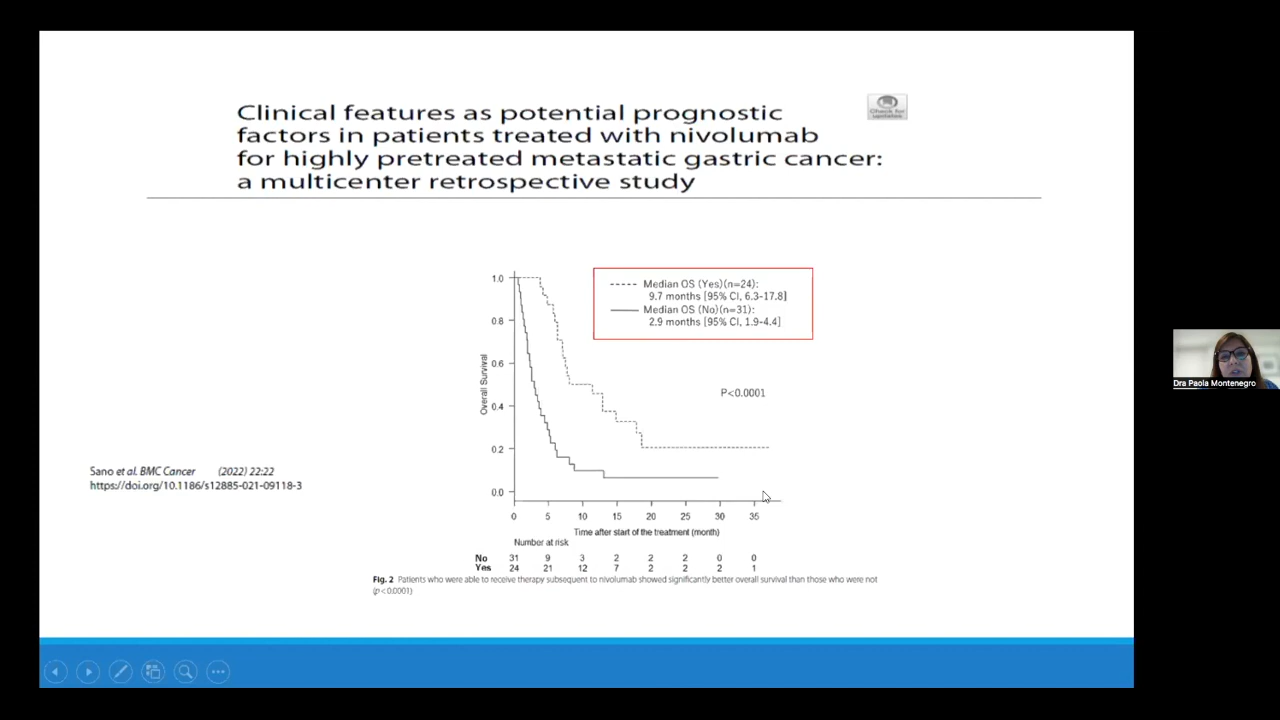 Clinical features as potential prognostic
factors in patients treated with nivolumab
for highly pretreated metastatic gastric cancer:
a multicenter retrospective study
Check for
updates
1.0
0.8
0.6
0.4
0.2
0.0
Overall Survival
Median OS (Yes)(n=24):
9.7 months [95% CI, 6.3-17.8]
Median OS (No)(n=31):
2.9 months [95% CI, 1.9-4.4]
P<0.0001
0 5 10 15 20 25 30 35
Time after start of the treatment (month)
Number at risk
No 31 9 3 2 2 2 0 0
Yes 24 21 12 7 2 2 2 1
Fig. 2 Patients who were able to receive therapy subsequent to nivolumab showed significantly better overall survival than those who were not
(p < 0.0001)
Sano et al. BMC Cancer (2022) 22:22
https://doi.org/10.1186/s12885-021-09118-3
Dra Paola Montenegro